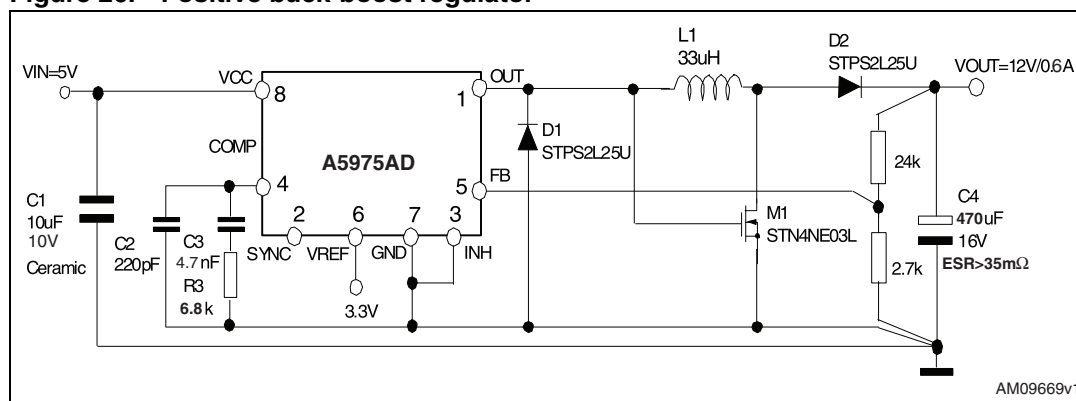 Figure 20. Positive buck-boost regulator
VIN=5V
VCC
8
COMP
4
A5975AD
1
OUT
5
FB
2
6
7
3
SYNC
VREF
GND
INH
3.3V
C1
10uF
10V
Ceramic
C2
220pF
C3
4.7nF
R3
6.8k
D1
STPS2L25U
L1
33uH
D2
STPS2L25U
VOUT=12V/0.6A
24k
2.7k
M1
STN4NE03L
C4
470uF
16V
ESR>35mΩ
AM09669v1